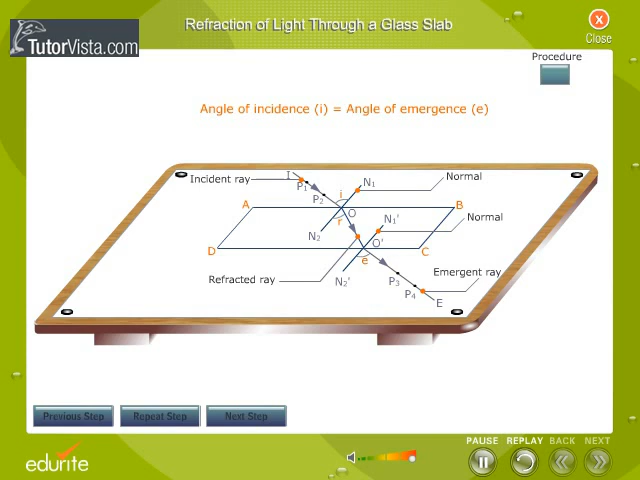 Refraction of Light Through a Glass Slab
Close
TutorVista.com
Procedure
Angle of incidence (i) = Angle of emergence (e)
Incident ray
I
P1
P2
i
N1
Normal
A
O
B
N2
r
N1'
Normal
D
O'
C
e
Refracted ray
N2'
P3
P4
Emergent ray
E
Previous Step
Repeat Step
Next Step
edurite
PAUSE REPLAY BACK NEXT